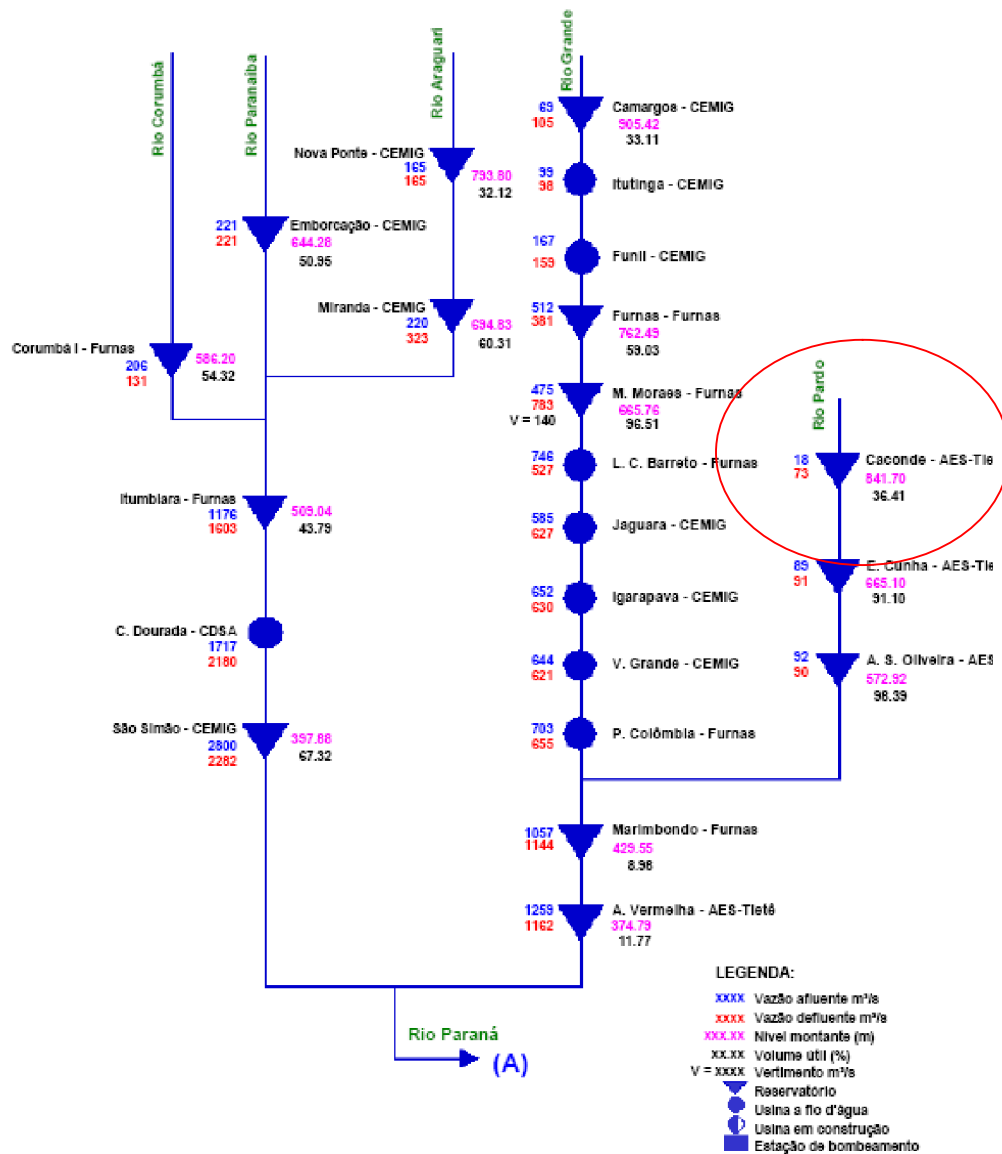 Rio Corumbá
Rio Paranaíba
Rio Araguari
Rio Grande
69
105
Camargos - CEMIG
905.42
33.11
Nova Ponte - CEMIG
165
165
793.80
32.12
99
98
Itutinga - CEMIG
221
221
Emborcação - CEMIG
644.28
50.95
167
159
Funil - CEMIG
Miranda - CEMIG
220
323
694.83
60.31
512
381
Furnas - Furnas
762.49
59.03
Corumbá I - Furnas
206
131
586.20
54.32
475
783
V = 140
M. Moraes - Furnas
665.76
96.51
Rio Pardo
746
527
L. C. Barreto - Furnas
18
73
Caconde - AES-Tie
841.70
36.41
Itumbiara - Furnas
1176
1603
509.04
43.79
585
627
Jaguara - CEMIG
89
91
E. Cunha - AES-Tie
665.10
91.10
652
630
Igarapava - CEMIG
C. Dourada - CDSA
1717
2180
644
621
V. Grande - CEMIG
92
90
A. S. Oliveira - AES
572.92
98.39
São Simão - CEMIG
2800
2282
397.88
67.32
703
655
P. Colômbia - Furnas
1057
1144
Marimbondo - Furnas
429.55
8.98
1259
1162
A. Vermelha - AES-Tietê
374.79
11.77
Rio Paraná
(A)
LEGENDA:
xxxx Vazão afluente m³/s
xxxx Vazão defluente m³/s
xxx.xx Nível montante (m)
xx.xx Volume útil (%)
V = xxxx Vertimento m³/s
Reservatório
Usina a fio d'água
Usina em construção
Estação de bombeamento